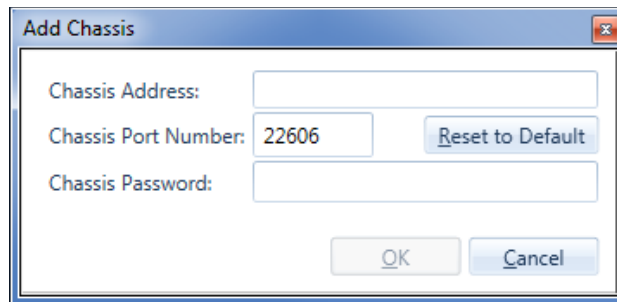 Add Chassis
Chassis Address:
Chassis Port Number: 22606 Reset to Default
Chassis Password:
OK Cancel